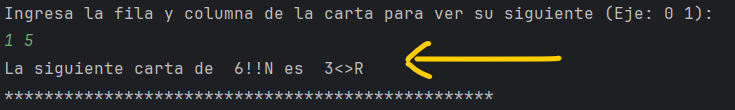 Ingresa la fila y columna de la carta para ver su siguiente (Eje: 0 1):
1 5
La siguiente carta de  6!!N es  3<>R
*************************************************